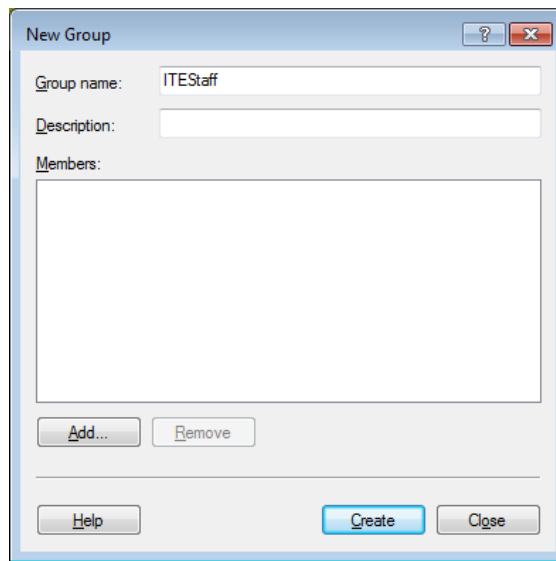 New Group
Group name: ITEStaff
Description:
Members:
Add... Remove
Help Create Close